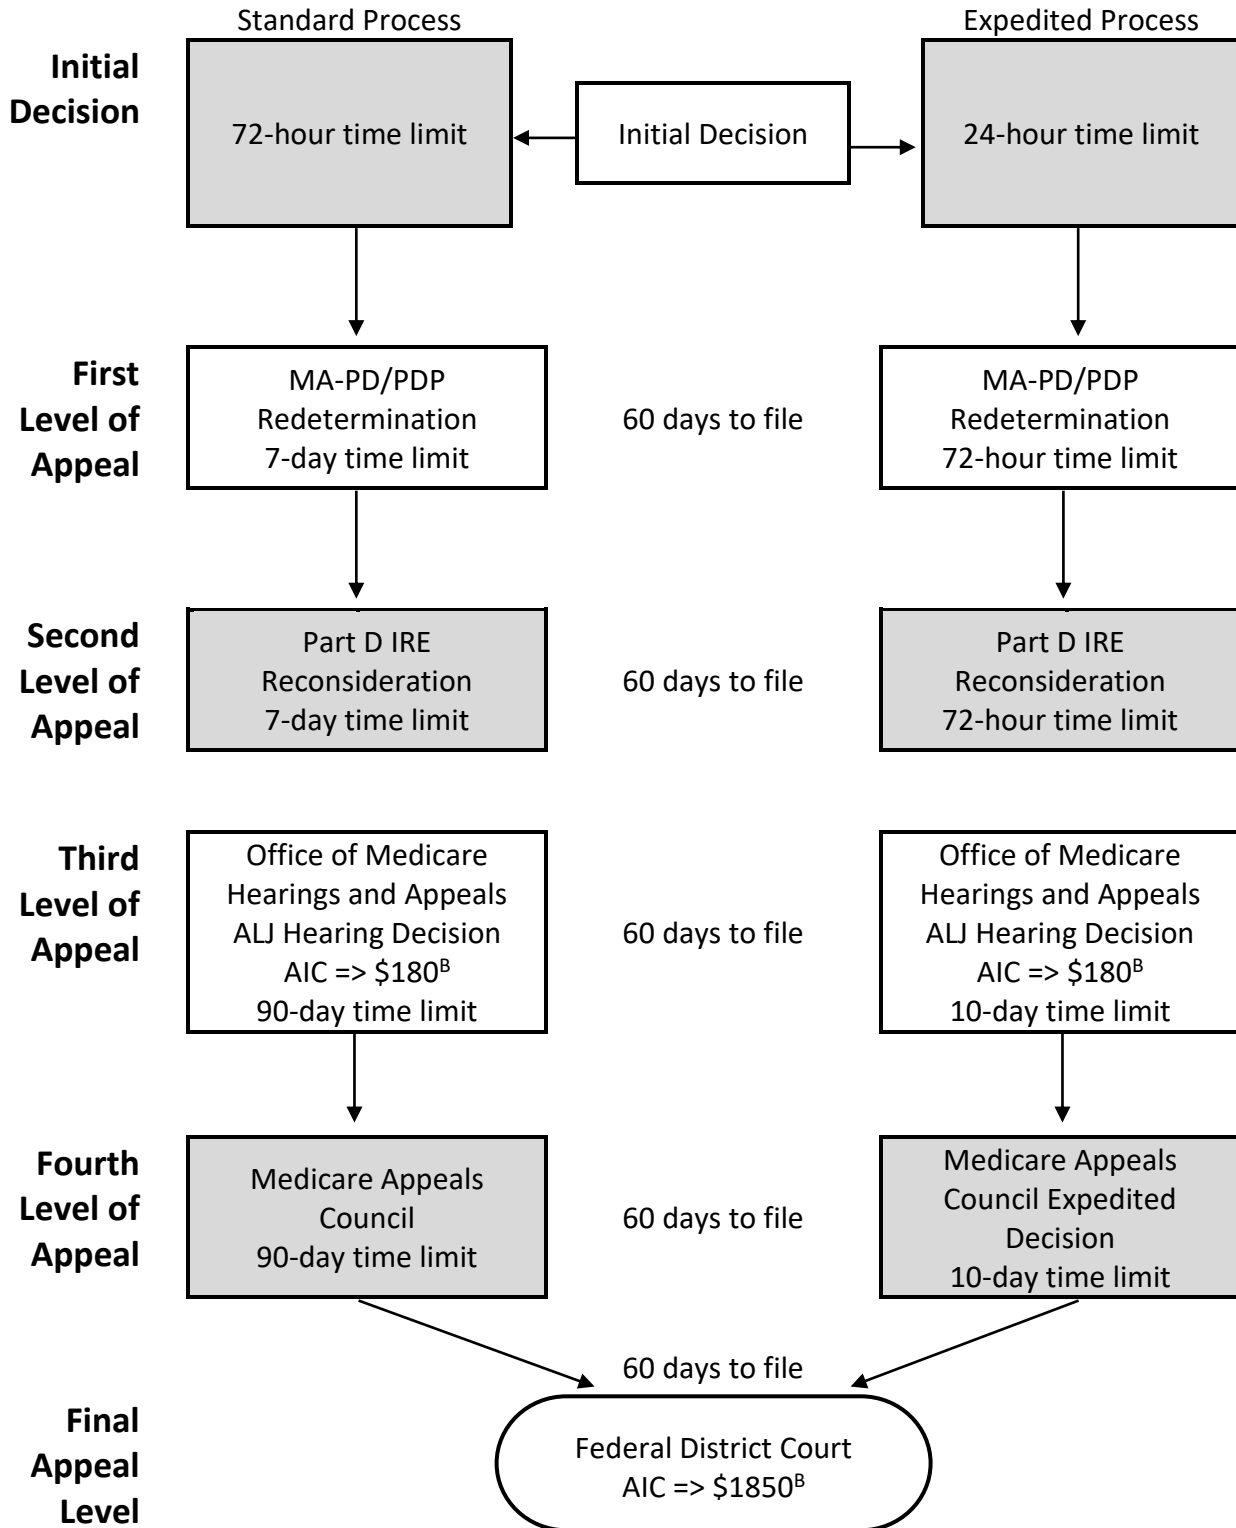 Standard Process
Expedited Process
Initial
Decision
72-hour time limit
Initial Decision
24-hour time limit
First
Level of
Appeal
MA-PD/PDP
Redetermination
7-day time limit
60 days to file
MA-PD/PDP
Redetermination
72-hour time limit
Second
Level of
Appeal
Part D IRE
Reconsideration
7-day time limit
60 days to file
Part D IRE
Reconsideration
72-hour time limit
Third
Level of
Appeal
Office of Medicare
Hearings and Appeals
ALJ Hearing Decision
AIC => $180ᴮ
90-day time limit
60 days to file
Office of Medicare
Hearings and Appeals
ALJ Hearing Decision
AIC => $180ᴮ
10-day time limit
Fourth
Level of
Appeal
Medicare Appeals
Council
90-day time limit
60 days to file
Medicare Appeals
Council Expedited
Decision
10-day time limit
60 days to file
Final
Appeal
Level
Federal District Court
AIC => $1850ᴮ